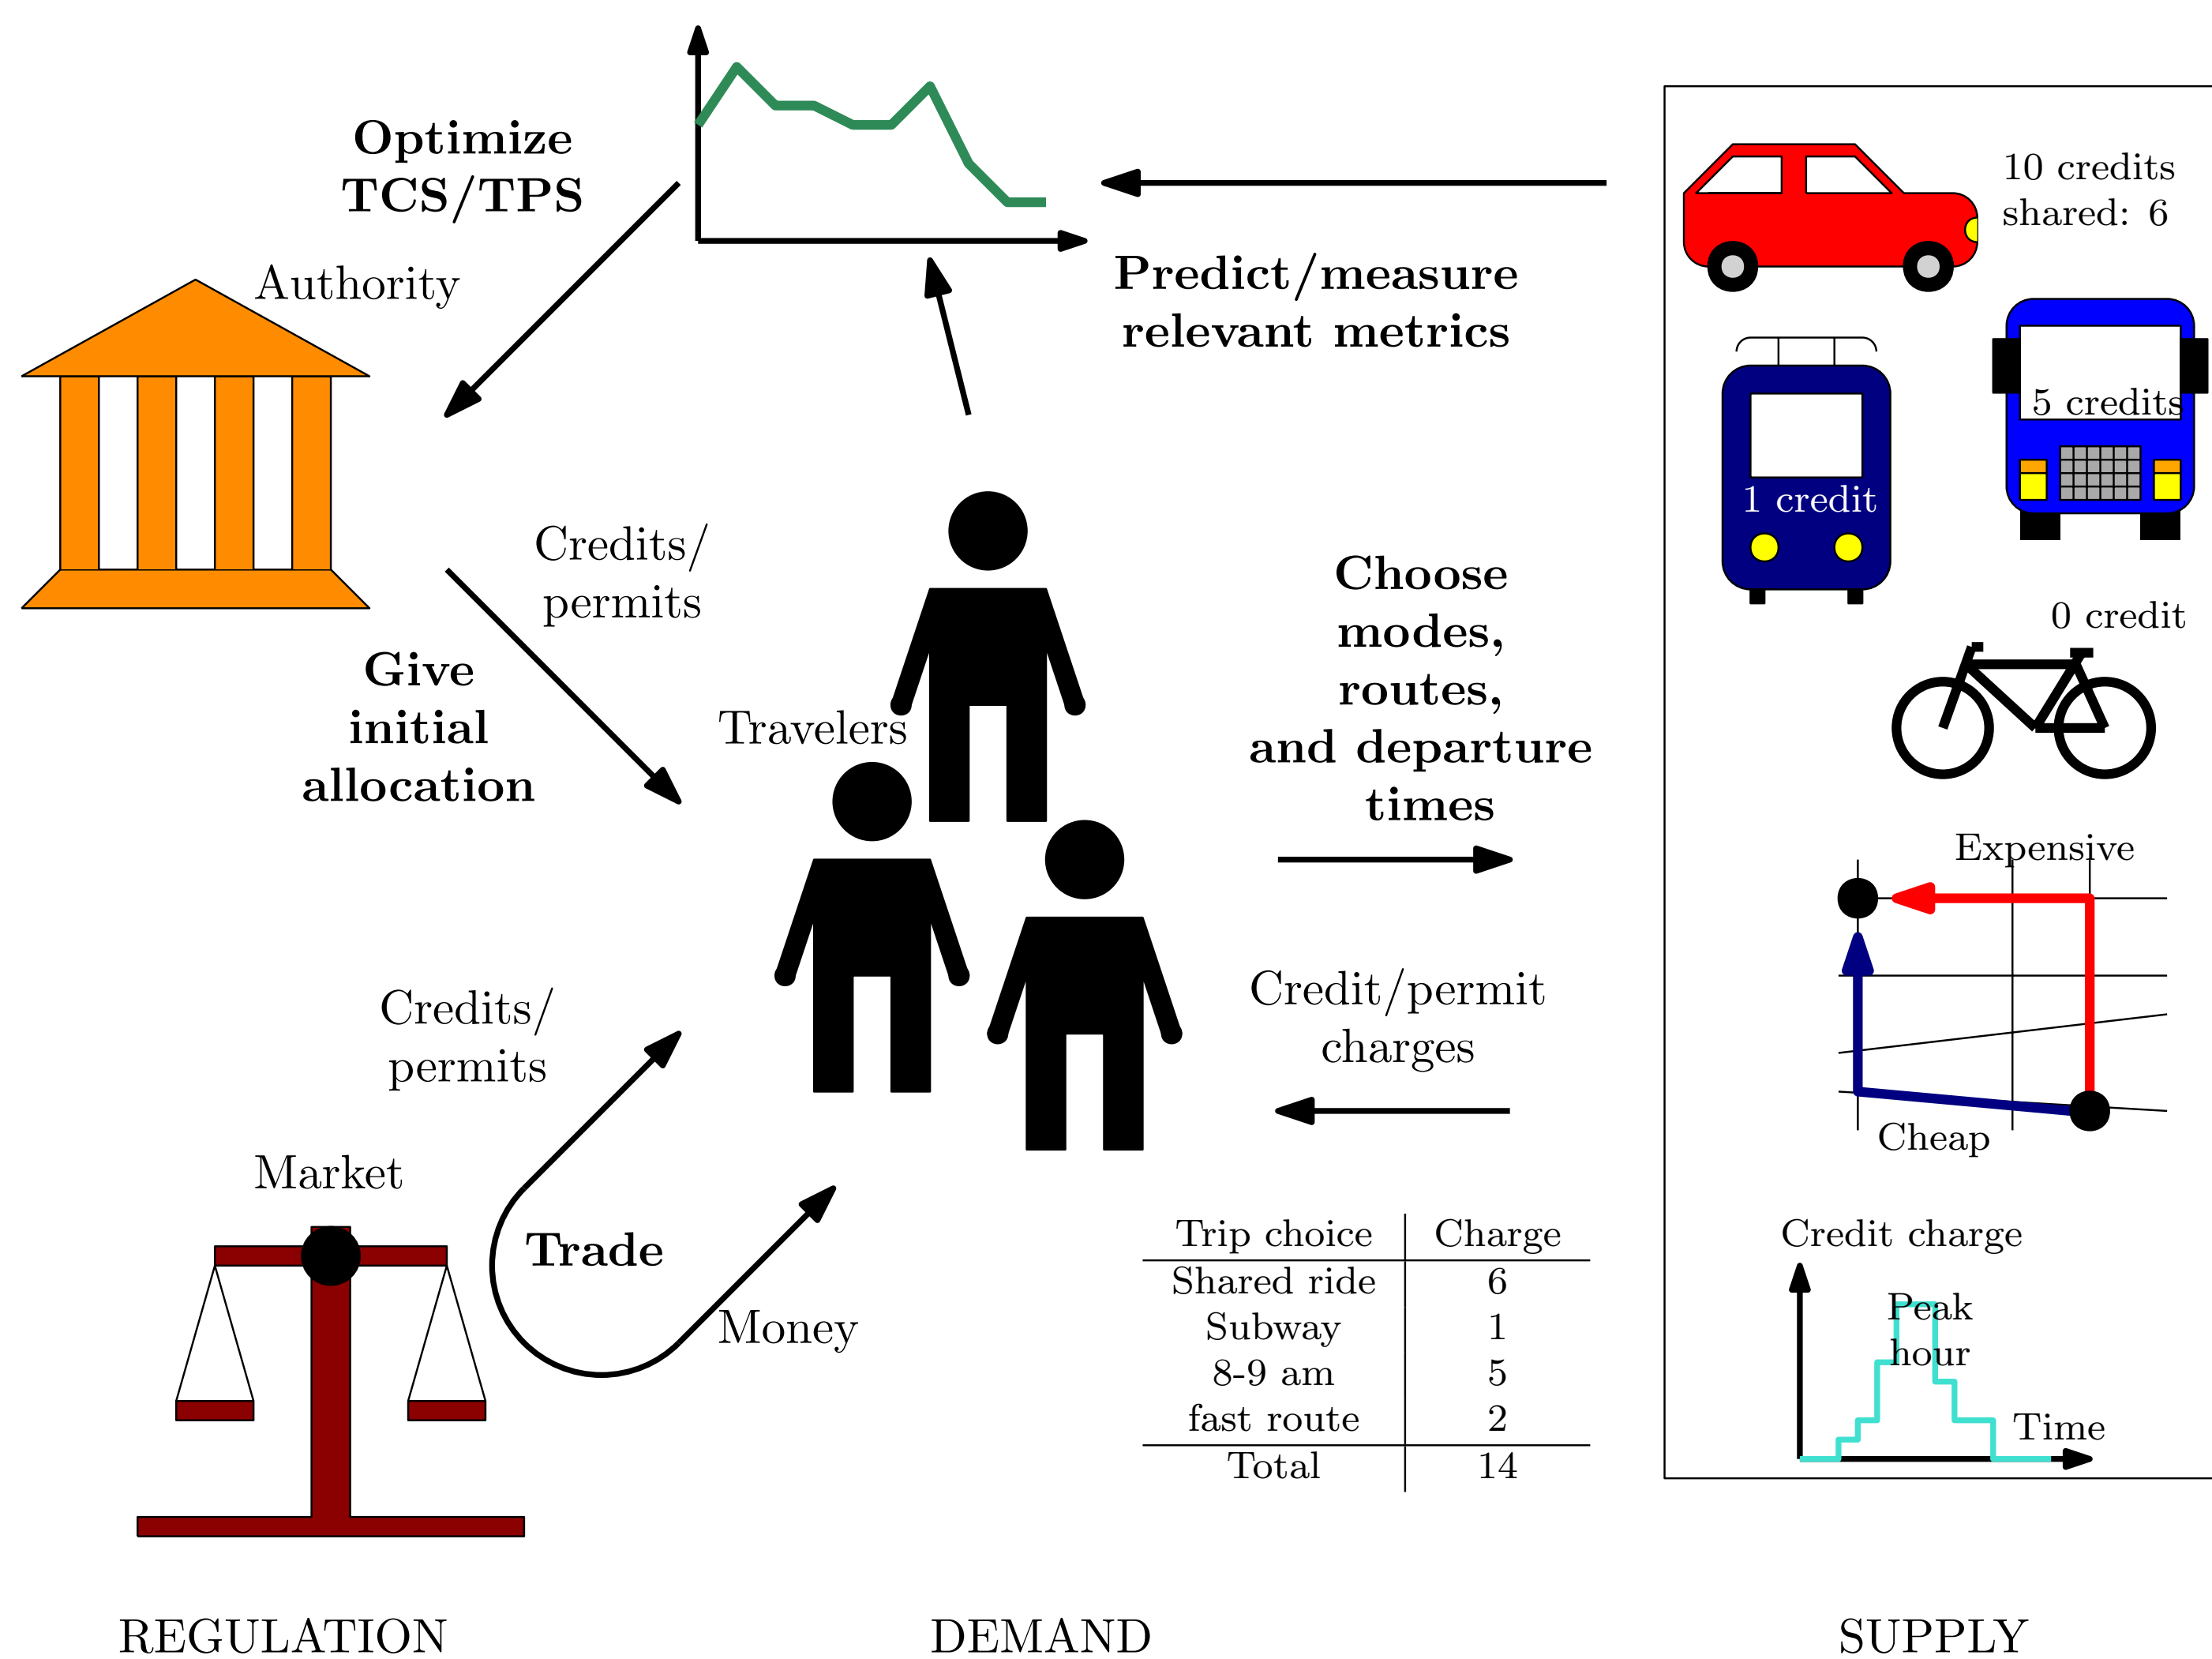 Optimize
TCS/TPS
Authority
Predict/measure
relevant metrics
10 credits
shared: 6
5 credits
1 credit
0 credit
Credits/
permits
Give
initial
allocation
Travelers
Choose
modes,
routes,
and departure
times
Expensive
Cheap
Credit/permit
charges
Credits/
permits
Market
Trade
Money
Trip choice Charge
Shared ride 6
Subway 1
8-9 am 5
fast route 2
Total 14
Credit charge
Peak
hour
Time
REGULATION
DEMAND
SUPPLY